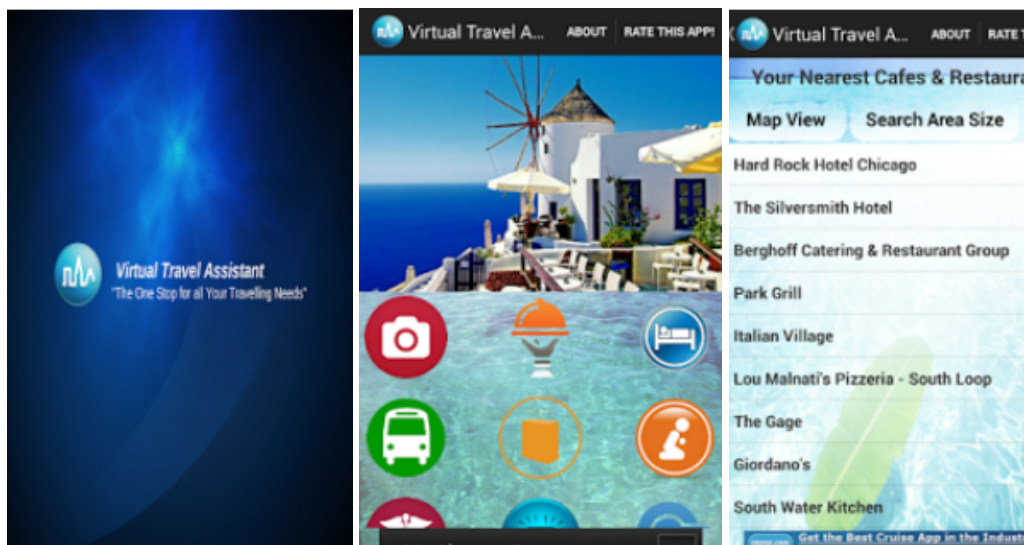 Virtual Travel Assistant
"The One Stop for all Your Travelling Needs"
Virtual Travel A... ABOUT RATE THIS APP!
Virtual Travel A... ABOUT RATE T
Your Nearest Cafes & Restaura
Map View Search Area Size
Hard Rock Hotel Chicago
The Silversmith Hotel
Berghoff Catering & Restaurant Group
Park Grill
Italian Village
Lou Malnati's Pizzeria - South Loop
The Gage
Giordano's
South Water Kitchen
Get the Best Cruise App in the Indust